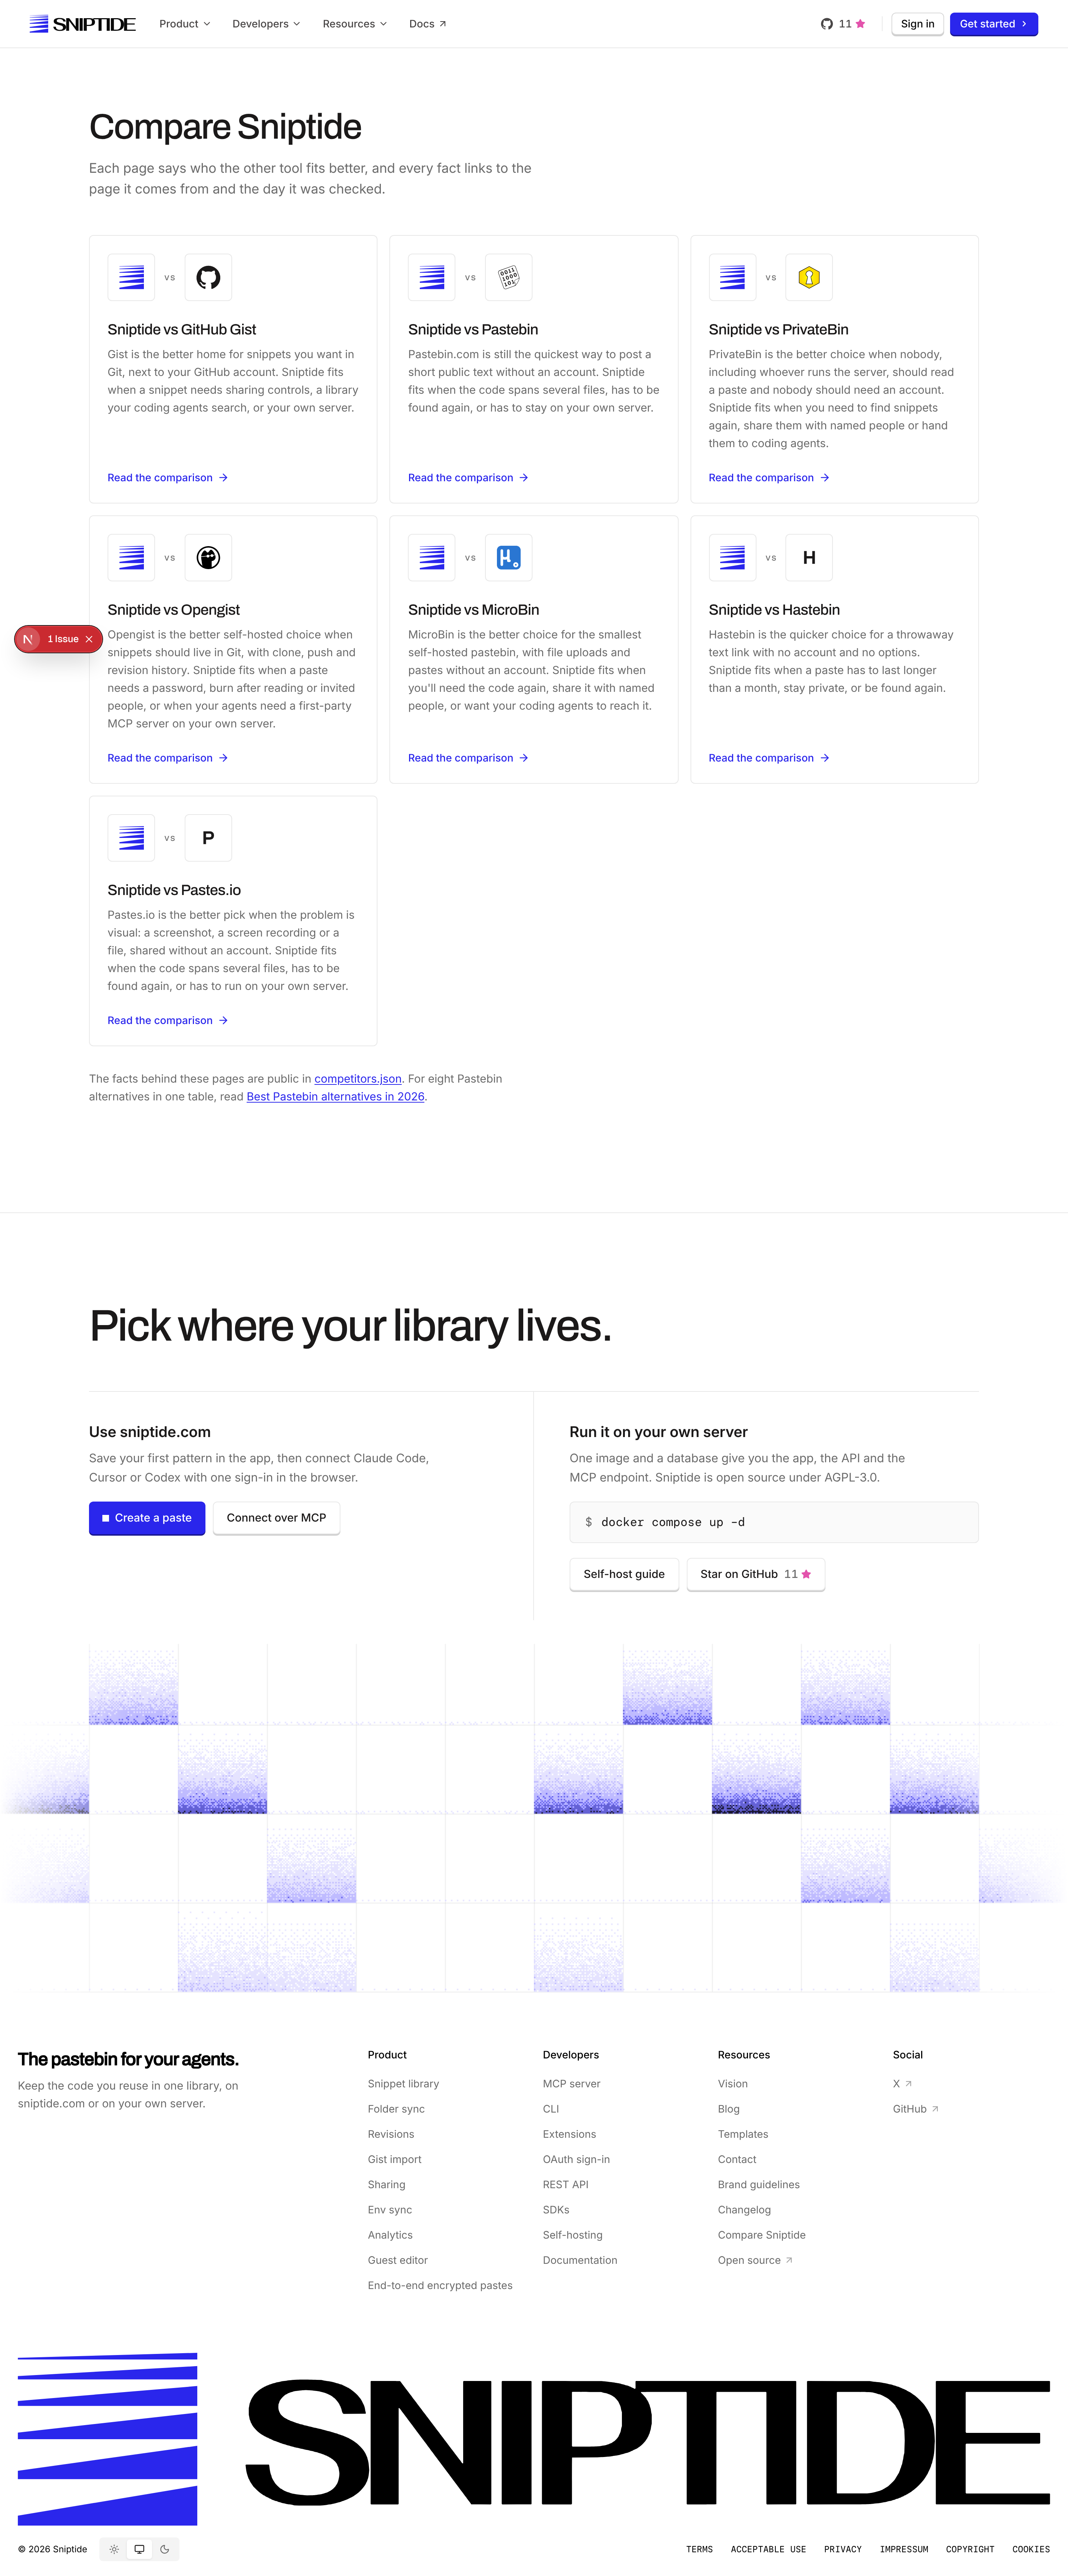 SNIPTIDE Product Developers Resources Docs 11 Sign in Get started
Compare Sniptide
Each page says who the other tool fits better, and every fact links to the
page it comes from and the day it was checked.
vs
Sniptide vs GitHub Gist
Gist is the better home for snippets you want in
Git, next to your GitHub account. Sniptide fits
when a snippet needs sharing controls, a library
your coding agents search, or your own server.
Read the comparison
vs
0011
1000
101
Sniptide vs Pastebin
Pastebin.com is still the quickest way to post a
short public text without an account. Sniptide
fits when the code spans several files, has to be
found again, or has to stay on your own server.
Read the comparison
vs
Sniptide vs PrivateBin
PrivateBin is the better choice when nobody,
including whoever runs the server, should read
a paste and nobody should need an account.
Sniptide fits when you need to find snippets
again, share them with named people or hand
them to coding agents.
Read the comparison
vs
Sniptide vs Opengist
Opengist is the better self-hosted choice when
snippets should live in Git, with clone, push and
revision history. Sniptide fits when a paste
needs a password, burn after reading or invited
people, or when your agents need a first-party
MCP server on your own server.
Read the comparison
N 1 Issue
vs
Sniptide vs MicroBin
MicroBin is the better choice for the smallest
self-hosted pastebin, with file uploads and
pastes without an account. Sniptide fits when
you'll need the code again, share it with named
people, or want your coding agents to reach it.
Read the comparison
vs H
Sniptide vs Hastebin
Hastebin is the quicker choice for a throwaway
text link with no account and no options.
Sniptide fits when a paste has to last longer
than a month, stay private, or be found again.
Read the comparison
vs P
Sniptide vs Pastes.io
Pastes.io is the better pick when the problem is
visual: a screenshot, a screen recording or a
file, shared without an account. Sniptide fits
when the code spans several files, has to be
found again, or has to run on your own server.
Read the comparison
The facts behind these pages are public in competitors.json. For eight Pastebin
alternatives in one table, read Best Pastebin alternatives in 2026.
Pick where your library lives.
Use sniptide.com
Save your first pattern in the app, then connect Claude Code,
Cursor or Codex with one sign-in in the browser.
Create a paste Connect over MCP
Run it on your own server
One image and a database give you the app, the API and the
MCP endpoint. Sniptide is open source under AGPL-3.0.
$ docker compose up -d
Self-host guide Star on GitHub 11
The pastebin for your agents.
Keep the code you reuse in one library, on
sniptide.com or on your own server.
Product
Snippet library
Folder sync
Revisions
Gist import
Sharing
Env sync
Analytics
Guest editor
End-to-end encrypted pastes
Developers
MCP server
CLI
Extensions
OAuth sign-in
REST API
SDKs
Self-hosting
Documentation
Resources
Vision
Blog
Templates
Contact
Brand guidelines
Changelog
Compare Sniptide
Open source
Social
X
GitHub
SNIPTIDE
© 2026 Sniptide TERMS ACCEPTABLE USE PRIVACY IMPRESSUM COPYRIGHT COOKIES